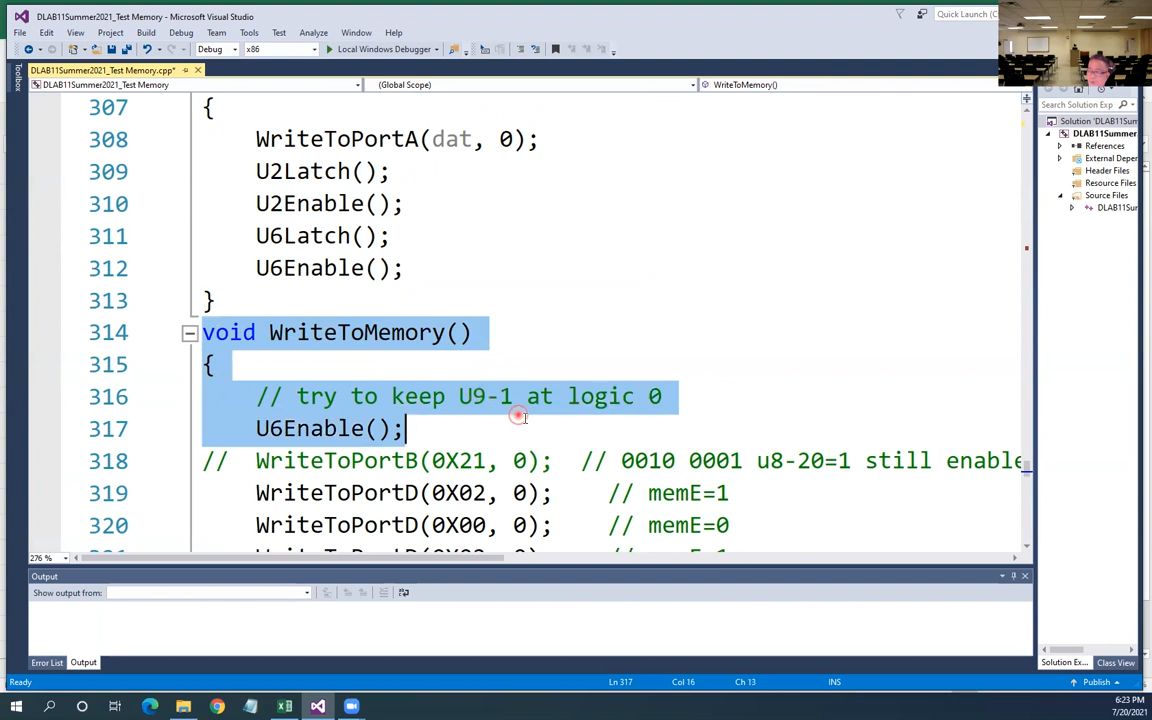 DLAB11Summer2021_Test Memory - Microsoft Visual Studio
Quick Launch (C
File Edit View Project Build Debug Team Tools Test Analyze Window Help
Debug x86 Local Windows Debugger
DLAB11Summer2021_Test Memory.cpp*
DLAB11Summer2021_Test Memory (Global Scope) WriteToMemory()
Toolbox
307 {
308 WriteToPortA(dat, 0);
309 U2Latch();
310 U2Enable();
311 U6Latch();
312 U6Enable();
313 }
314 void WriteToMemory()
315 {
316 // try to keep U9-1 at logic 0
317 U6Enable();
318 // WriteToPortB(0X21, 0); // 0010 0001 u8-20=1 still enable
319 WriteToPortD(0X02, 0); // memE=1
320 WriteToPortD(0X00, 0); // memE=0
276 %
Search Solution Exp
Solution 'DLAB11Sum
DLAB11Summer
References
External Deper
Header Files
Resource Files
Source Files
DLAB11Sur
Output
Show output from:
Error List Output
Solution Ex... Class View
Ready Ln 317 Col 16 Ch 13 INS Publish
6:23 PM
7/20/2021